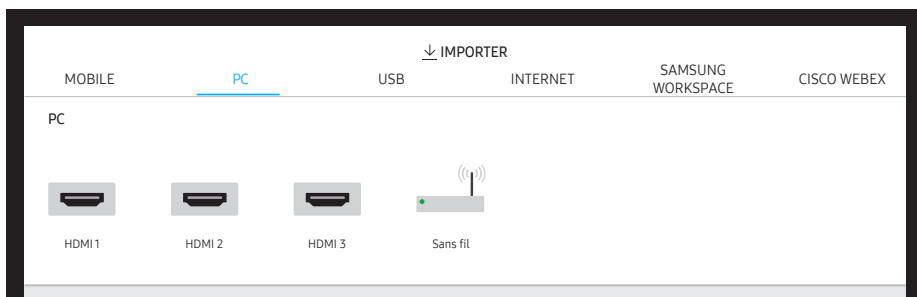 IMPORTER
MOBILE
PC
USB
INTERNET
SAMSUNG
WORKSPACE
CISCO WEBEX
PC
HDMI 1
HDMI 2
HDMI 3
Sans fil